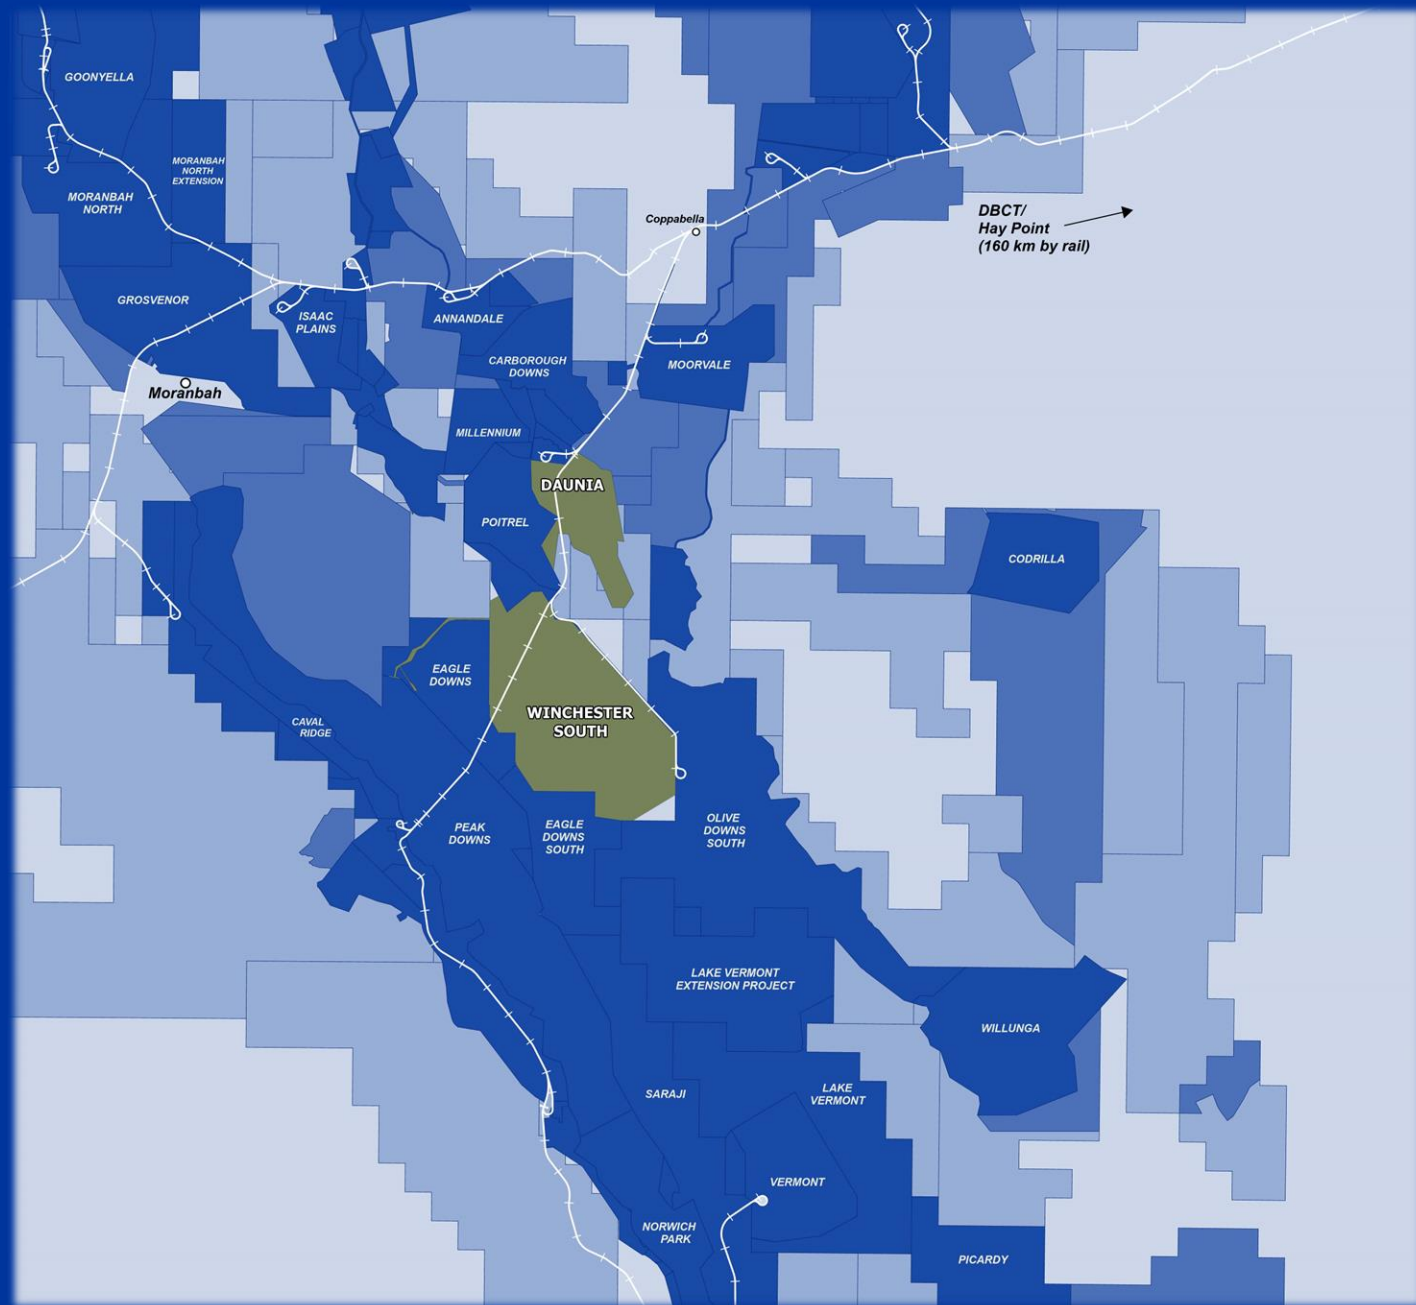 GOONYELLA
MORANBAH
NORTH
EXTENSION
MORANBAH
NORTH
Coppabella
DBCT/
Hay Point
(160 km by rail)
GROSVENOR
ISAAC
PLAINS
ANNANDALE
CARBOROUGH
DOWNS
MOORVALE
Moranbah
MILLENNIUM
DAUNIA
POITREL
CODRILLA
EAGLE
DOWNS
WINCHESTER
SOUTH
CAVAL
RIDGE
PEAK
DOWNS
EAGLE
DOWNS
SOUTH
OLIVE
DOWNS
SOUTH
LAKE VERMONT
EXTENSION PROJECT
WILLUNGA
SARAJI
LAKE
VERMONT
VERMONT
NORWICH
PARK
PICARDY